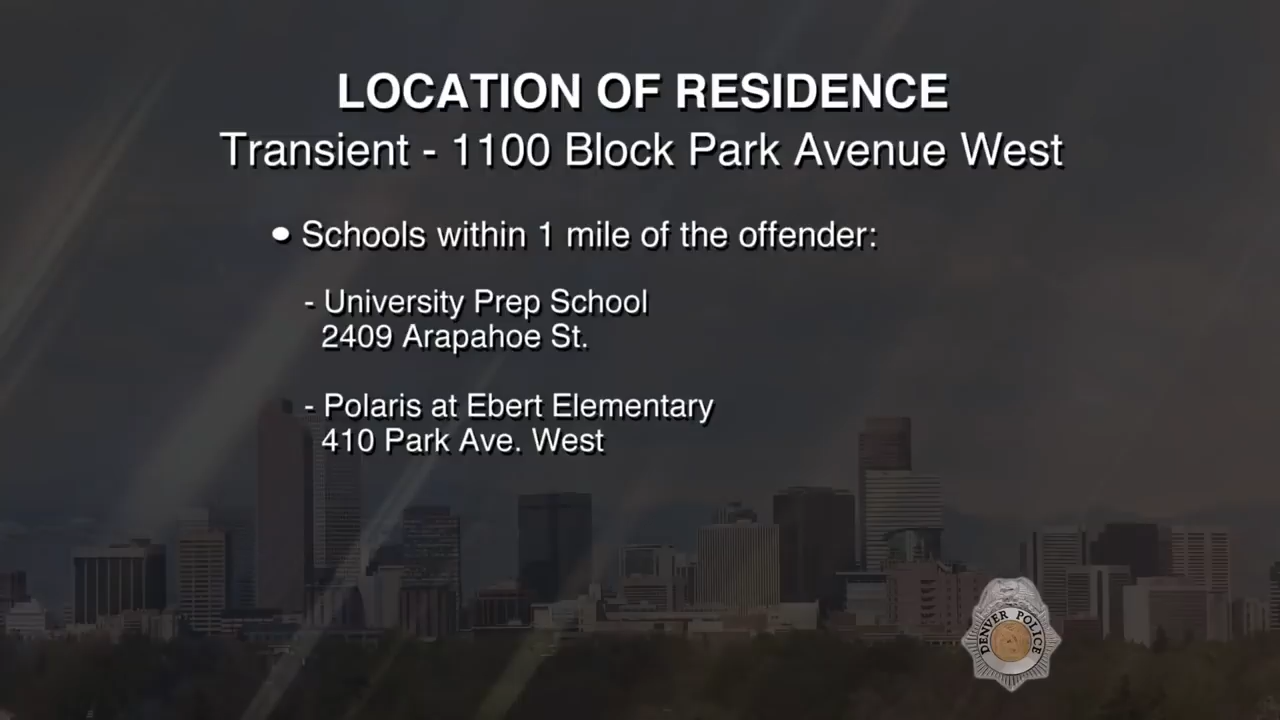 LOCATION OF RESIDENCE
Transient - 1100 Block Park Avenue West
• Schools within 1 mile of the offender:
- University Prep School
2409 Arapahoe St.
- Polaris at Ebert Elementary
410 Park Ave. West
DENVER POLICE